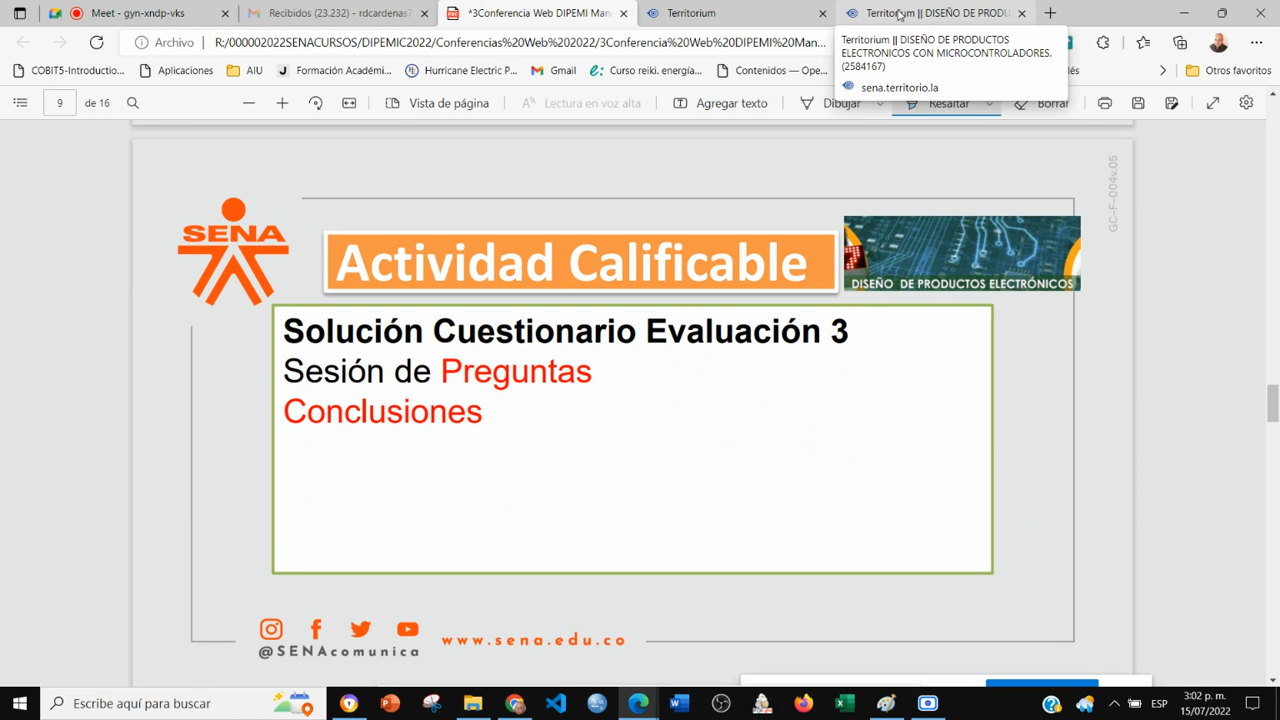 Meet - gyn-xndp-vks
Recibidos (23.232) - rdcardenas7
*3Conferencia Web DIPEMI Man
Territorium
Territorium || DISEÑO DE PRODU
Archivo
R:/000002022SENACURSOS/DIPEMIC2022/Conferencias%20Web%202022/3Conferencia%20Web%20DIPEMI%20Man...
Territorium || DISEÑO DE PRODUCTOS
ELECTRONICOS CON MICROCONTROLADORES.
(2584167)
sena.territorio.la
COBIT5-Introductio...
Aplicaciones
AIU
Formación Académi...
Hurricane Electric P...
Gmail
Curso reiki. energía...
Contenidos — Ope...
Otros favoritos
9
de 16
Vista de página
Lectura en voz alta
Agregar texto
Dibujar
Resaltar
Borrar
GC-F-004v.05
SENA
Actividad Calificable
DISEÑO DE PRODUCTOS ELECTRÓNICOS
Solución Cuestionario Evaluación 3
Sesión de Preguntas
Conclusiones
@SENAcomunica
www.sena.edu.co
Escribe aquí para buscar
ESP
3:02 p. m.
15/07/2022